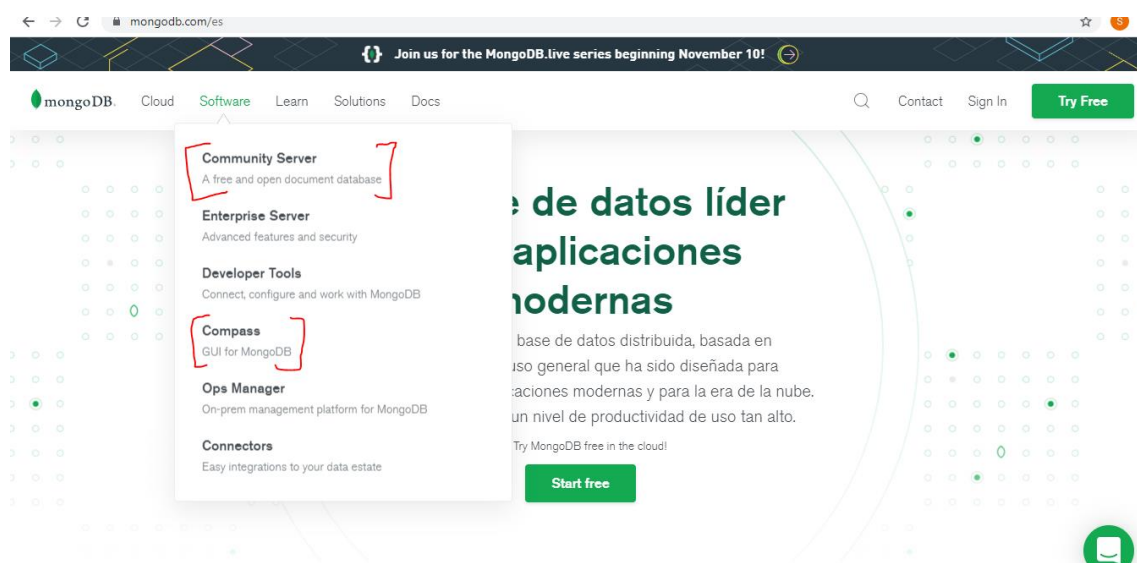 mongodb.com/es
S
Join us for the MongoDB.live series beginning November 10!
mongoDB. Cloud Software Learn Solutions Docs Contact Sign In Try Free
Community Server
A free and open document database
Enterprise Server
Advanced features and security
Developer Tools
Connect, configure and work with MongoDB
Compass
GUI for MongoDB
Ops Manager
On-prem management platform for MongoDB
Connectors
Easy integrations to your data estate
de datos líder
aplicaciones
modernas
base de datos distribuida, basada en
uso general que ha sido diseñada para
caciones modernas y para la era de la nube.
un nivel de productividad de uso tan alto.
Try MongoDB free in the cloud!
Start free